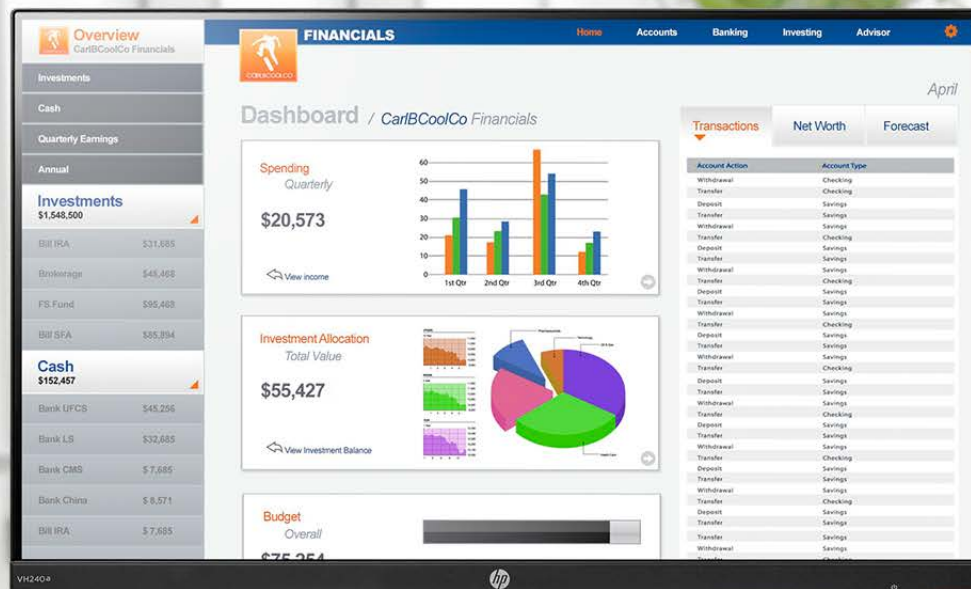 Overview
CarlBCoolCo Financials
Investments
Cash
Quarterly Earnings
Annual
Investments
$1,548,500
Bill IRA $31,685
Brokerage $48,468
FS Fund $95,468
Bill SFA $85,894
Cash
$152,457
Bank UFCS $45,256
Bank LS $32,685
Bank CMS $ 7,685
Bank China $ 8,571
Bill IRA $ 7,685
CARLBCOOLCO
FINANCIALS
Home Accounts Banking Investing Advisor
April
Dashboard / CarlBCoolCo Financials
Spending
Quarterly
$20,573
View income
60
50
40
30
20
10
0
1st Qtr 2nd Qtr 3rd Qtr 4th Qtr
Investment Allocation
Total Value
$55,427
View Investment Balance
Budget
Overall
$75,254
Transactions Net Worth Forecast
Account Action Account Type
Withdrawal Checking
Transfer Checking
Deposit Savings
Transfer Savings
Withdrawal Savings
Transfer Checking
Deposit Savings
Transfer Savings
Withdrawal Savings
Transfer Checking
Deposit Savings
Transfer Savings
Withdrawal Savings
Transfer Checking
Deposit Savings
Transfer Savings
Withdrawal Savings
Transfer Checking
Deposit Savings
Transfer Savings
Withdrawal Savings
Transfer Checking
Deposit Savings
Transfer Savings
Withdrawal Savings
Transfer Checking
Deposit Savings
Transfer Savings
Withdrawal Savings
Transfer Checking
Deposit Savings
Transfer Savings
Transfer Savings
Withdrawal Savings
Transfer Checking
VH240a
hp